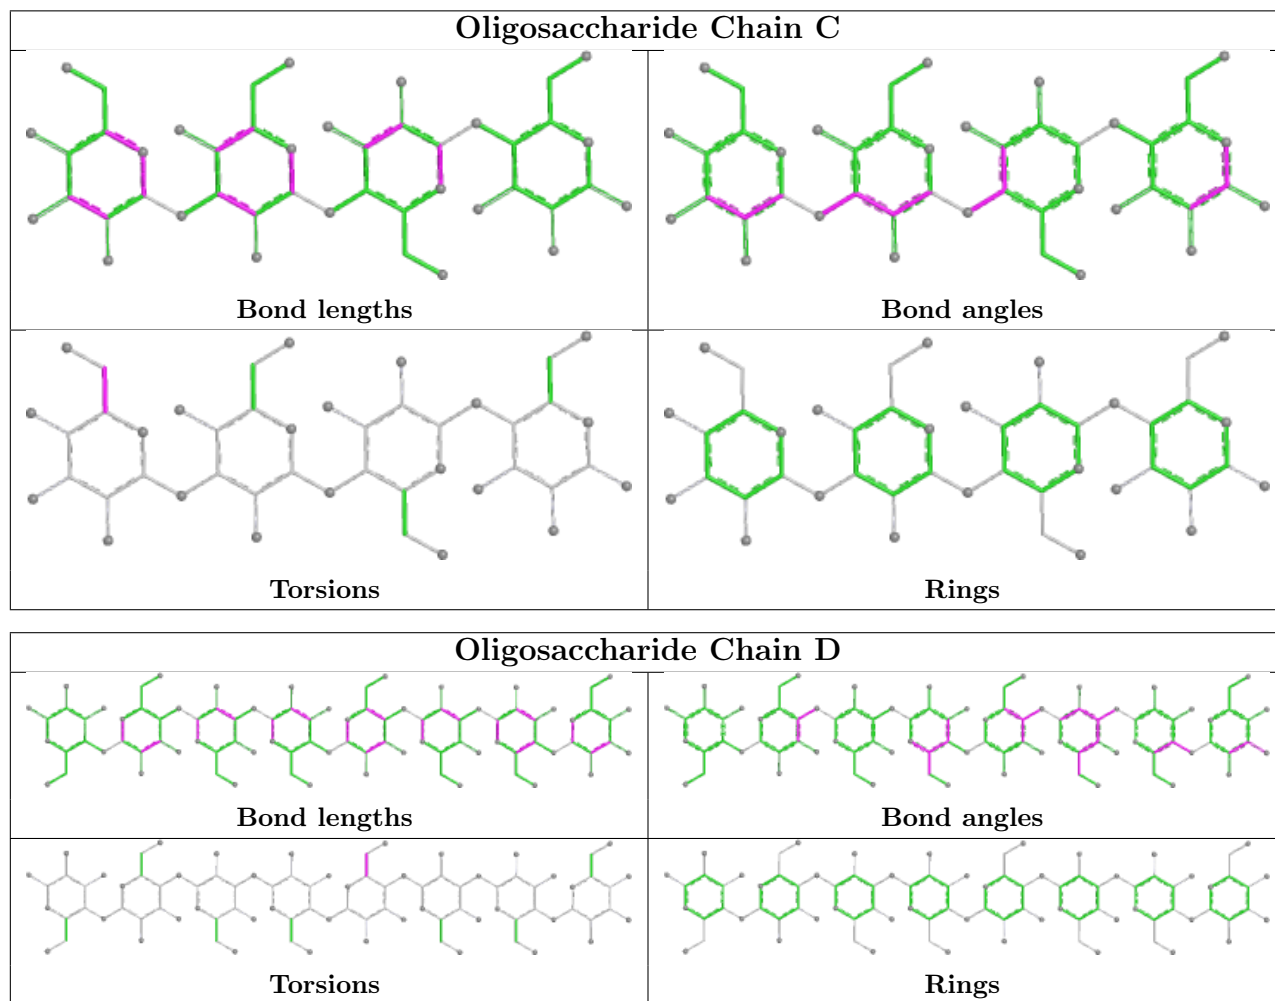 Oligosaccharide Chain C
Bond lengths
Bond angles
Torsions
Rings
Oligosaccharide Chain D
Bond lengths
Bond angles
Torsions
Rings